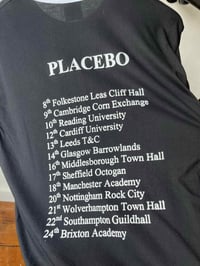 PLACEBO
8th Folkestone Leas Cliff Hall
9th Cambridge Corn Exchange
10th Reading University
12th Cardiff University
13th Leeds T&C
14th Glasgow Barrowlands
16th Middlesborough Town Hall
17th Sheffield Octagon
18th Manchester Academy
20th Nottingham Rock City
21st Wolverhampton Town Hall
22nd Southampton Guildhall
24th Brixton Academy